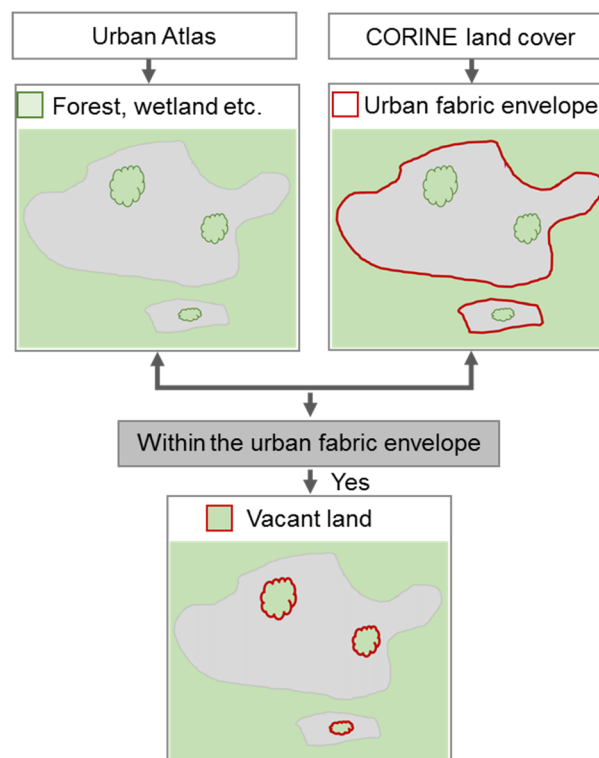 Urban Atlas
CORINE land cover
Forest, wetland etc.
Urban fabric envelope
Within the urban fabric envelope
Yes
Vacant land